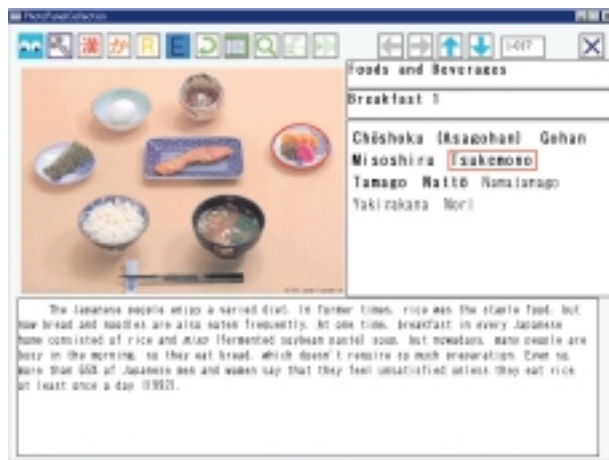 PhotoPanelCollection
漢 か R E
1-017
Foods and Beverages
Breakfast 1
Chōshoku (Asagohan) Gohan
Misoshiru Tsukemono
Tamago Nattō Namatamago
Yakizakana Nori
The Japanese people enjoy a varied diet. In former times, rice was the staple food, but
now bread and noodles are also eaten frequently. At one time, breakfast in every Japanese
home consisted of rice and miso (fermented soybean paste) soup, but nowadays, many people are
busy in the morning, so they eat bread, which doesn't require so much preparation. Even so,
more than 65% of Japanese men and women say that they feel unsatisfied unless they eat rice
at least once a day (1992).